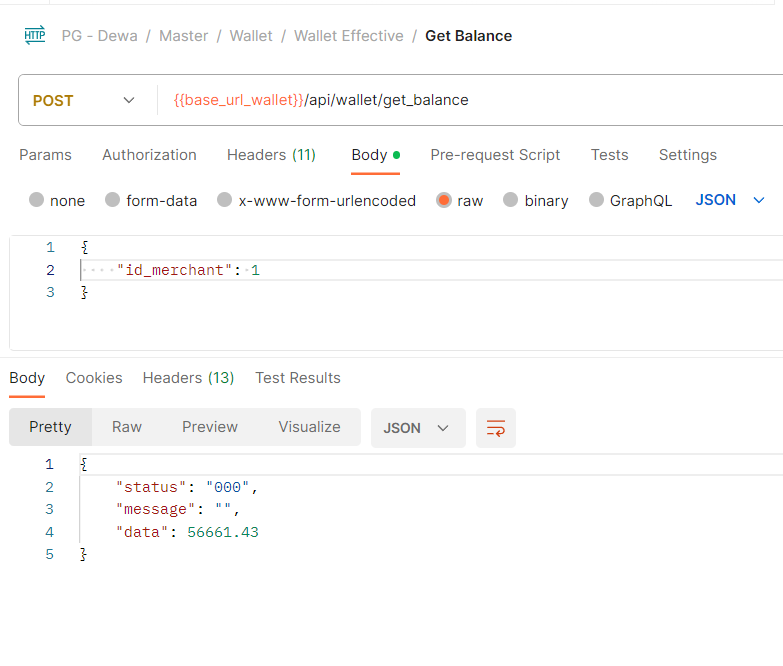 HTTP PG - Dewa / Master / Wallet / Wallet Effective / Get Balance
POST {{base_url_wallet}}/api/wallet/get_balance
Params Authorization Headers (11) Body Pre-request Script Tests Settings
none form-data x-www-form-urlencoded raw binary GraphQL JSON
1 {
2 ····"id_merchant":·1
3 }
Body Cookies Headers (13) Test Results
Pretty Raw Preview Visualize JSON
1 {
2 "status": "000",
3 "message": "",
4 "data": 56661.43
5 }